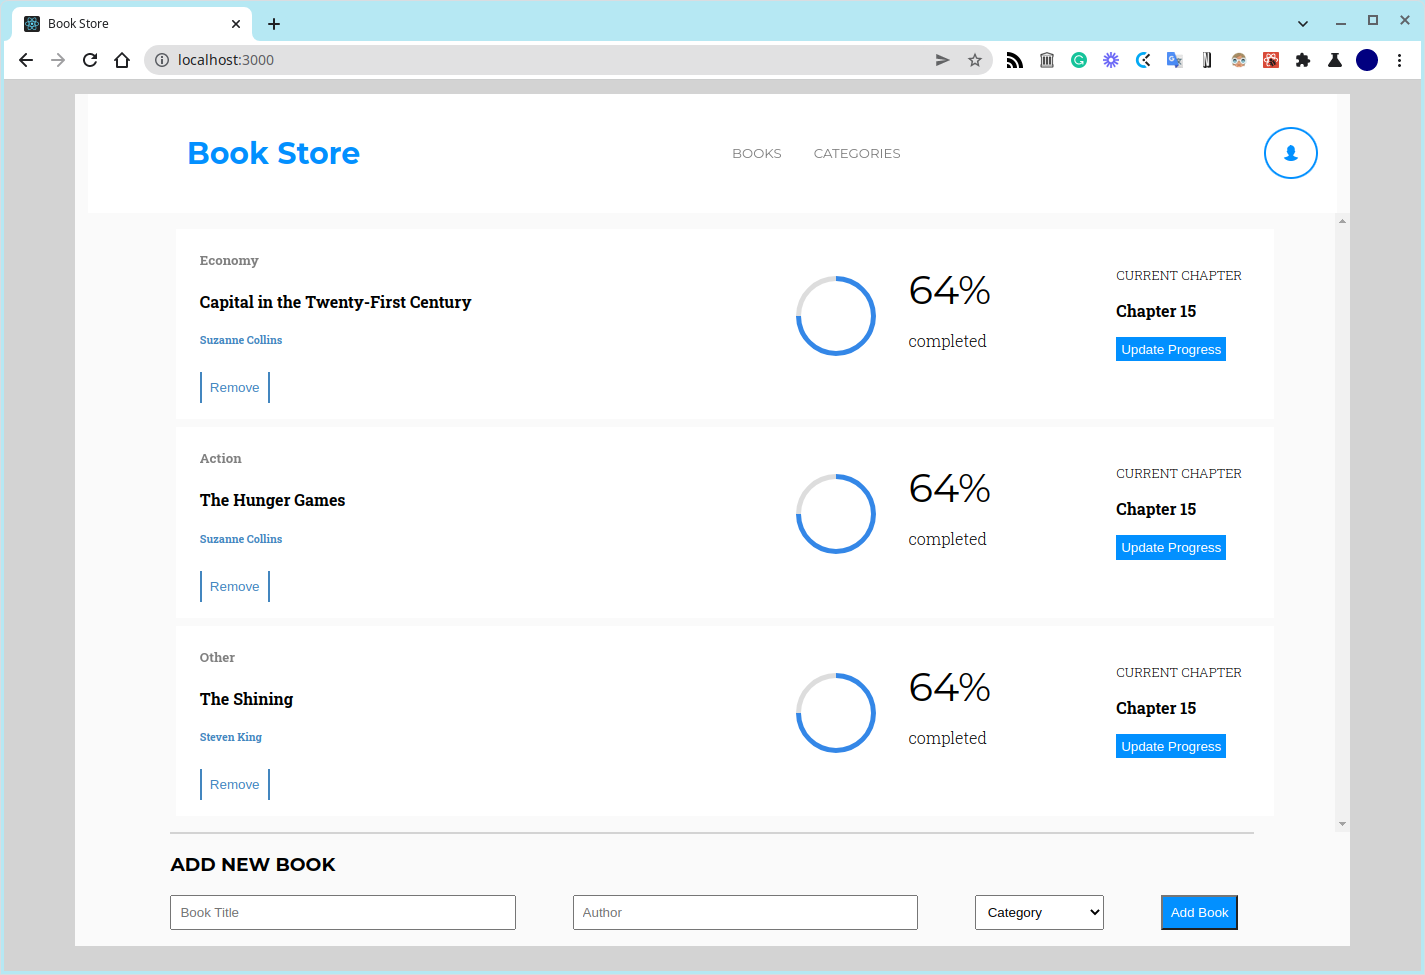 Book Store
localhost:3000
Book Store
BOOKS
CATEGORIES
Economy
Capital in the Twenty-First Century
Suzanne Collins
Remove
64%
completed
CURRENT CHAPTER
Chapter 15
Update Progress
Action
The Hunger Games
Suzanne Collins
Remove
64%
completed
CURRENT CHAPTER
Chapter 15
Update Progress
Other
The Shining
Steven King
Remove
64%
completed
CURRENT CHAPTER
Chapter 15
Update Progress
ADD NEW BOOK
Book Title
Author
Category
Add Book